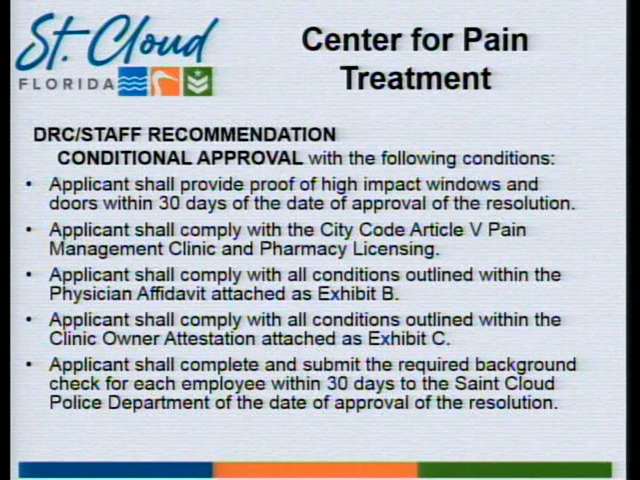 St. Cloud
FLORIDA
Center for Pain
Treatment
DRC/STAFF RECOMMENDATION
CONDITIONAL APPROVAL with the following conditions:
• Applicant shall provide proof of high impact windows and
doors within 30 days of the date of approval of the resolution.
• Applicant shall comply with the City Code Article V Pain
Management Clinic and Pharmacy Licensing.
• Applicant shall comply with all conditions outlined within the
Physician Affidavit attached as Exhibit B.
• Applicant shall comply with all conditions outlined within the
Clinic Owner Attestation attached as Exhibit C.
• Applicant shall complete and submit the required background
check for each employee within 30 days to the Saint Cloud
Police Department of the date of approval of the resolution.